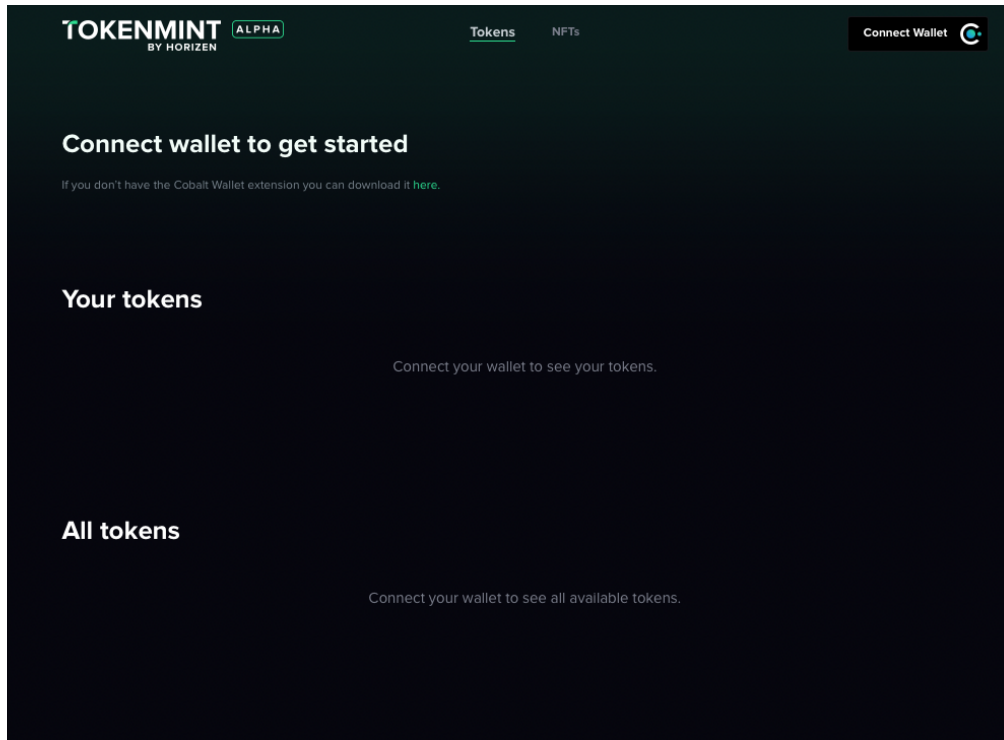 TOKENMINT ALPHA
BY HORIZEN
Tokens NFTs
Connect Wallet
Connect wallet to get started
If you don't have the Cobalt Wallet extension you can download it here.
Your tokens
Connect your wallet to see your tokens.
All tokens
Connect your wallet to see all available tokens.